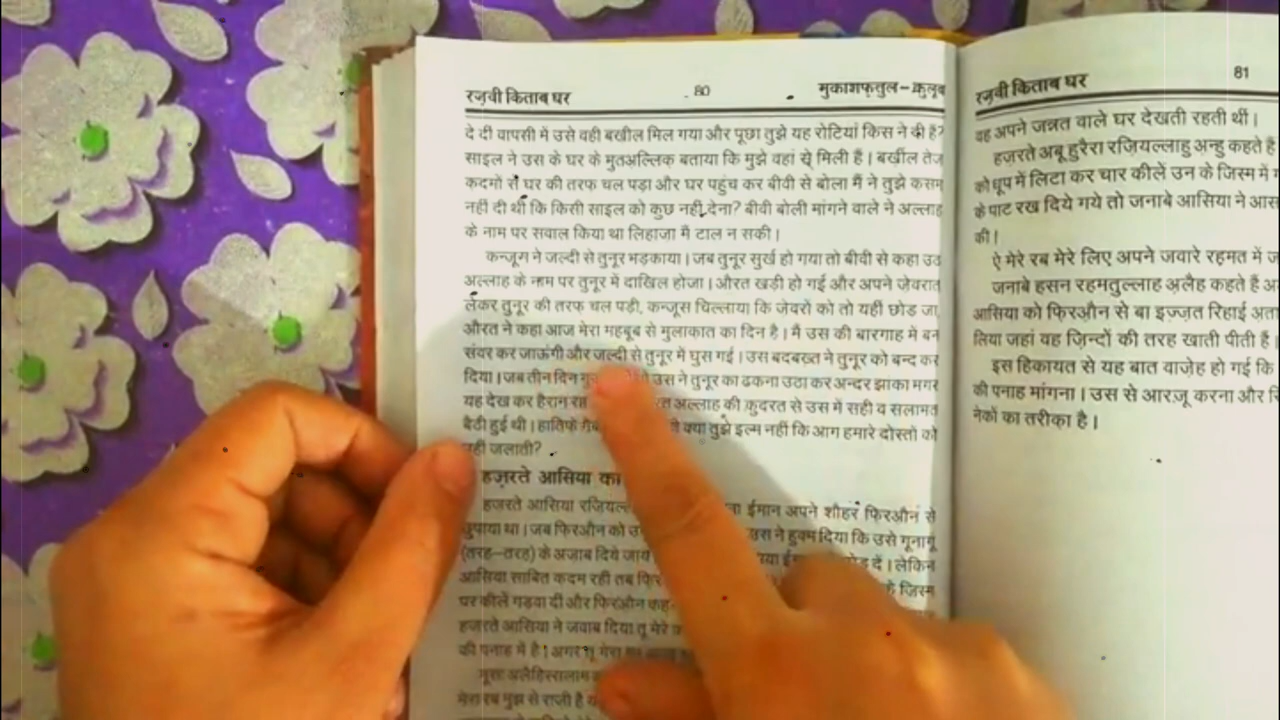 रज़वी किताब घर 80 मुकाशफ़तुल-क़ुलूब
दे दी वापसी में उसे वही बखील मिल गया और पूछा तुझे यह रोटियां किस ने दी हैं?
साइल ने उस के घर के मुतअल्लिक बताया कि मुझे वहां से मिली हैं। बखील तेज
कदमों से घर की तरफ चल पड़ा और घर पहुंच कर बीवी से बोला मैं ने तुझे कसम
नहीं दी थी कि किसी साइल को कुछ नहीं देना? बीवी बोली मांगने वाले ने अल्लाह
के नाम पर सवाल किया था लिहाजा मैं टाल न सकी।
कन्जूस ने जल्दी से तुनूर भड़काया। जब तुनूर सुर्ख हो गया तो बीवी से कहा उठ
अल्लाह के नाम पर तुनूर में दाखिल होजा। औरत खड़ी हो गई और अपने ज़ेवरात
लेकर तुनूर की तरफ चल पड़ी, कन्जूस चिल्लाया कि जेवरों को तो यहीं छोड जा,
औरत ने कहा आज मेरा महबूब से मुलाकात का दिन है। मैं उस की बारगाह में बन
संवर कर जाऊंगी और जल्दी से तुनूर में घुस गई। उस बदबख़्त ने तुनूर को बन्द कर
दिया। जब तीन दिन उस ने तुनूर का ढकना उठा कर अन्दर झांका मगर
यह देख कर हैरान अल्लाह की क़ुदरत से उस में सही व सलामत
बैठी हुई थी। हातिफे क्या तुझे इल्म नहीं कि आग हमारे दोस्तों को
नहीं जलाती?
हज़रते आसिया का
हजरते आसिया ईमान अपने शौहर फिरऔन से
छुपाया था। जब फिरऔन को उस ने हुक्म दिया कि उसे गूनागूं
(तरह-तरह) के अजाब दिये जायें दें। लेकिन
आसिया साबित कदम रही तब के जिस्म
पर कीलें गड़वा दी और फिरऔन
हज़रते आसिया ने जवाब दिया तू मेरे
की पनाह में है। अगर तू मेरा
मूसा अलैहिस्सलाम
मेरा रब मुझ से राज़ी है
रज़वी किताब घर 81
वह अपने जन्नत वाले घर देखती रहती थीं।
हज़रते अबू हुरैरा रज़ियल्लाहु अन्हु कहते हैं
को धूप में लिटा कर चार कीलें उन के जिस्म में
के पाट रख दिये गये तो जनाबे आसिया ने
की।
ऐ मेरे रब मेरे लिए अपने जवारे रहमत में
जनाबे हसन रहमतुल्लाह अलैह कहते हैं
आसिया को फ़िरऔन से बा इज़्ज़त रिहाई
लिया जहां वह ज़िन्दों की तरह खाती पीती हैं।
इस हिकायत से यह बात वाज़ेह हो गई कि
की पनाह मांगना। उस से आरज़ू करना और
नेकों का तरीक़ा है।